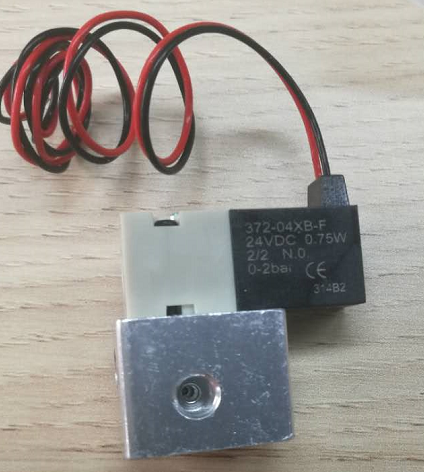 372-04XB-F
24VDC 0.75W
2/2 N.O.
0-2bar CE
314B2